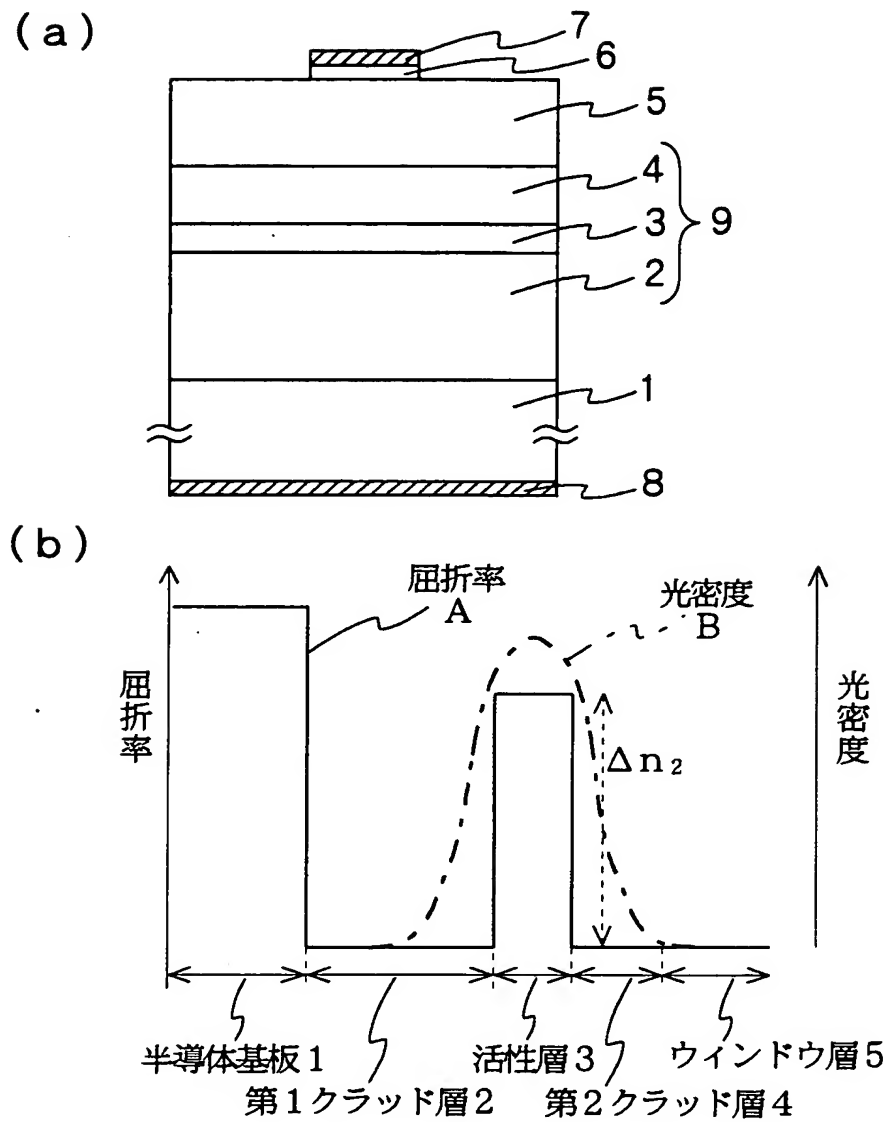 (a)
7
6
5
4
3
9
2
1
8
(b)
屈折率
A
光密度
B
屈折率
光密度
Δn₂
半導体基板1
活性層3
ウィンドウ層5
第1クラッド層2
第2クラッド層4